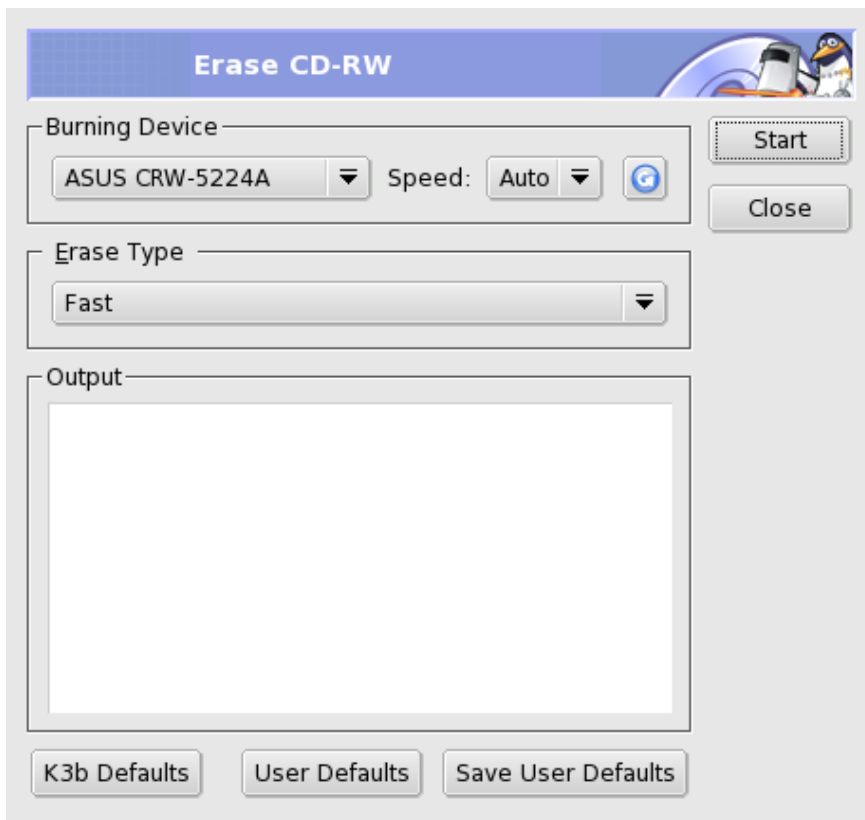 Erase CD-RW
Burning Device
ASUS CRW-5224A Speed: Auto
Start
Close
Erase Type
Fast
Output
K3b Defaults User Defaults Save User Defaults